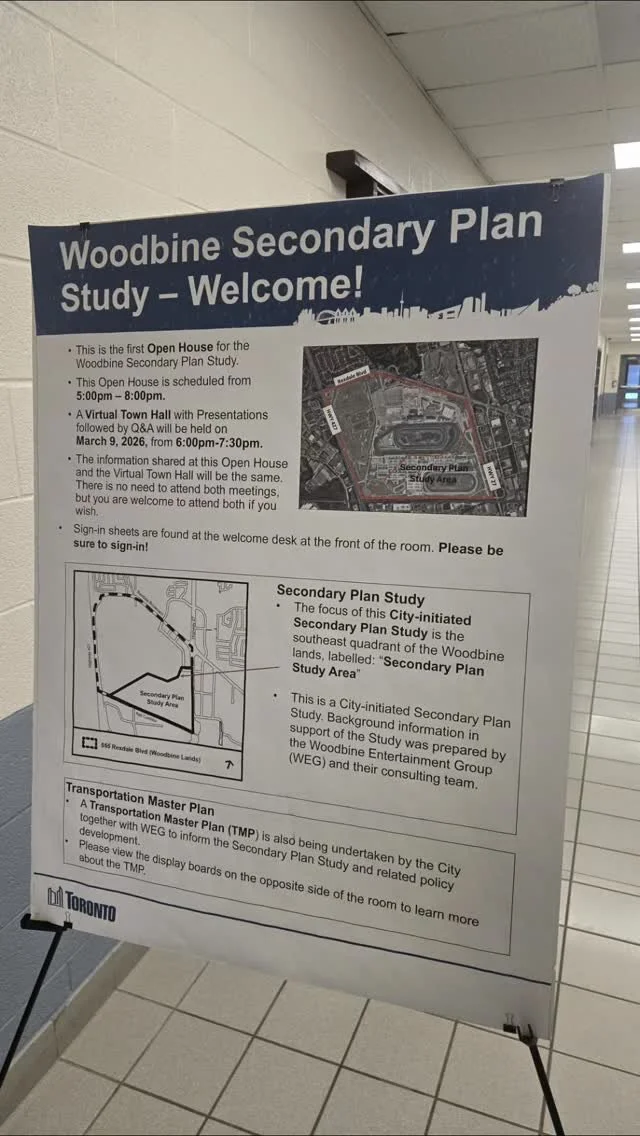 Woodbine Secondary Plan
Study – Welcome!
• This is the first Open House for the
Woodbine Secondary Plan Study.
• This Open House is scheduled from
5:00pm – 8:00pm.
• A Virtual Town Hall with Presentations
followed by Q&A will be held on
March 9, 2026, from 6:00pm-7:30pm.
• The information shared at this Open House
and the Virtual Town Hall will be the same.
There is no need to attend both meetings,
but you are welcome to attend both if you
wish.
• Sign-in sheets are found at the welcome desk at the front of the room. Please be
sure to sign-in!
Rexdale Blvd
HWY 427
HWY 27
Secondary Plan
Study Area
Secondary Plan
Study Area
555 Rexdale Blvd (Woodbine Lands)
Secondary Plan Study
• The focus of this City-initiated
Secondary Plan Study is the
southeast quadrant of the Woodbine
lands, labelled: “Secondary Plan
Study Area”
• This is a City-initiated Secondary Plan
Study. Background information in
support of the Study was prepared by
the Woodbine Entertainment Group
(WEG) and their consulting team.
Transportation Master Plan
• A Transportation Master Plan (TMP) is also being undertaken by the City
together with WEG to inform the Secondary Plan Study and related policy
development.
• Please view the display boards on the opposite side of the room to learn more
about the TMP.
TORONTO